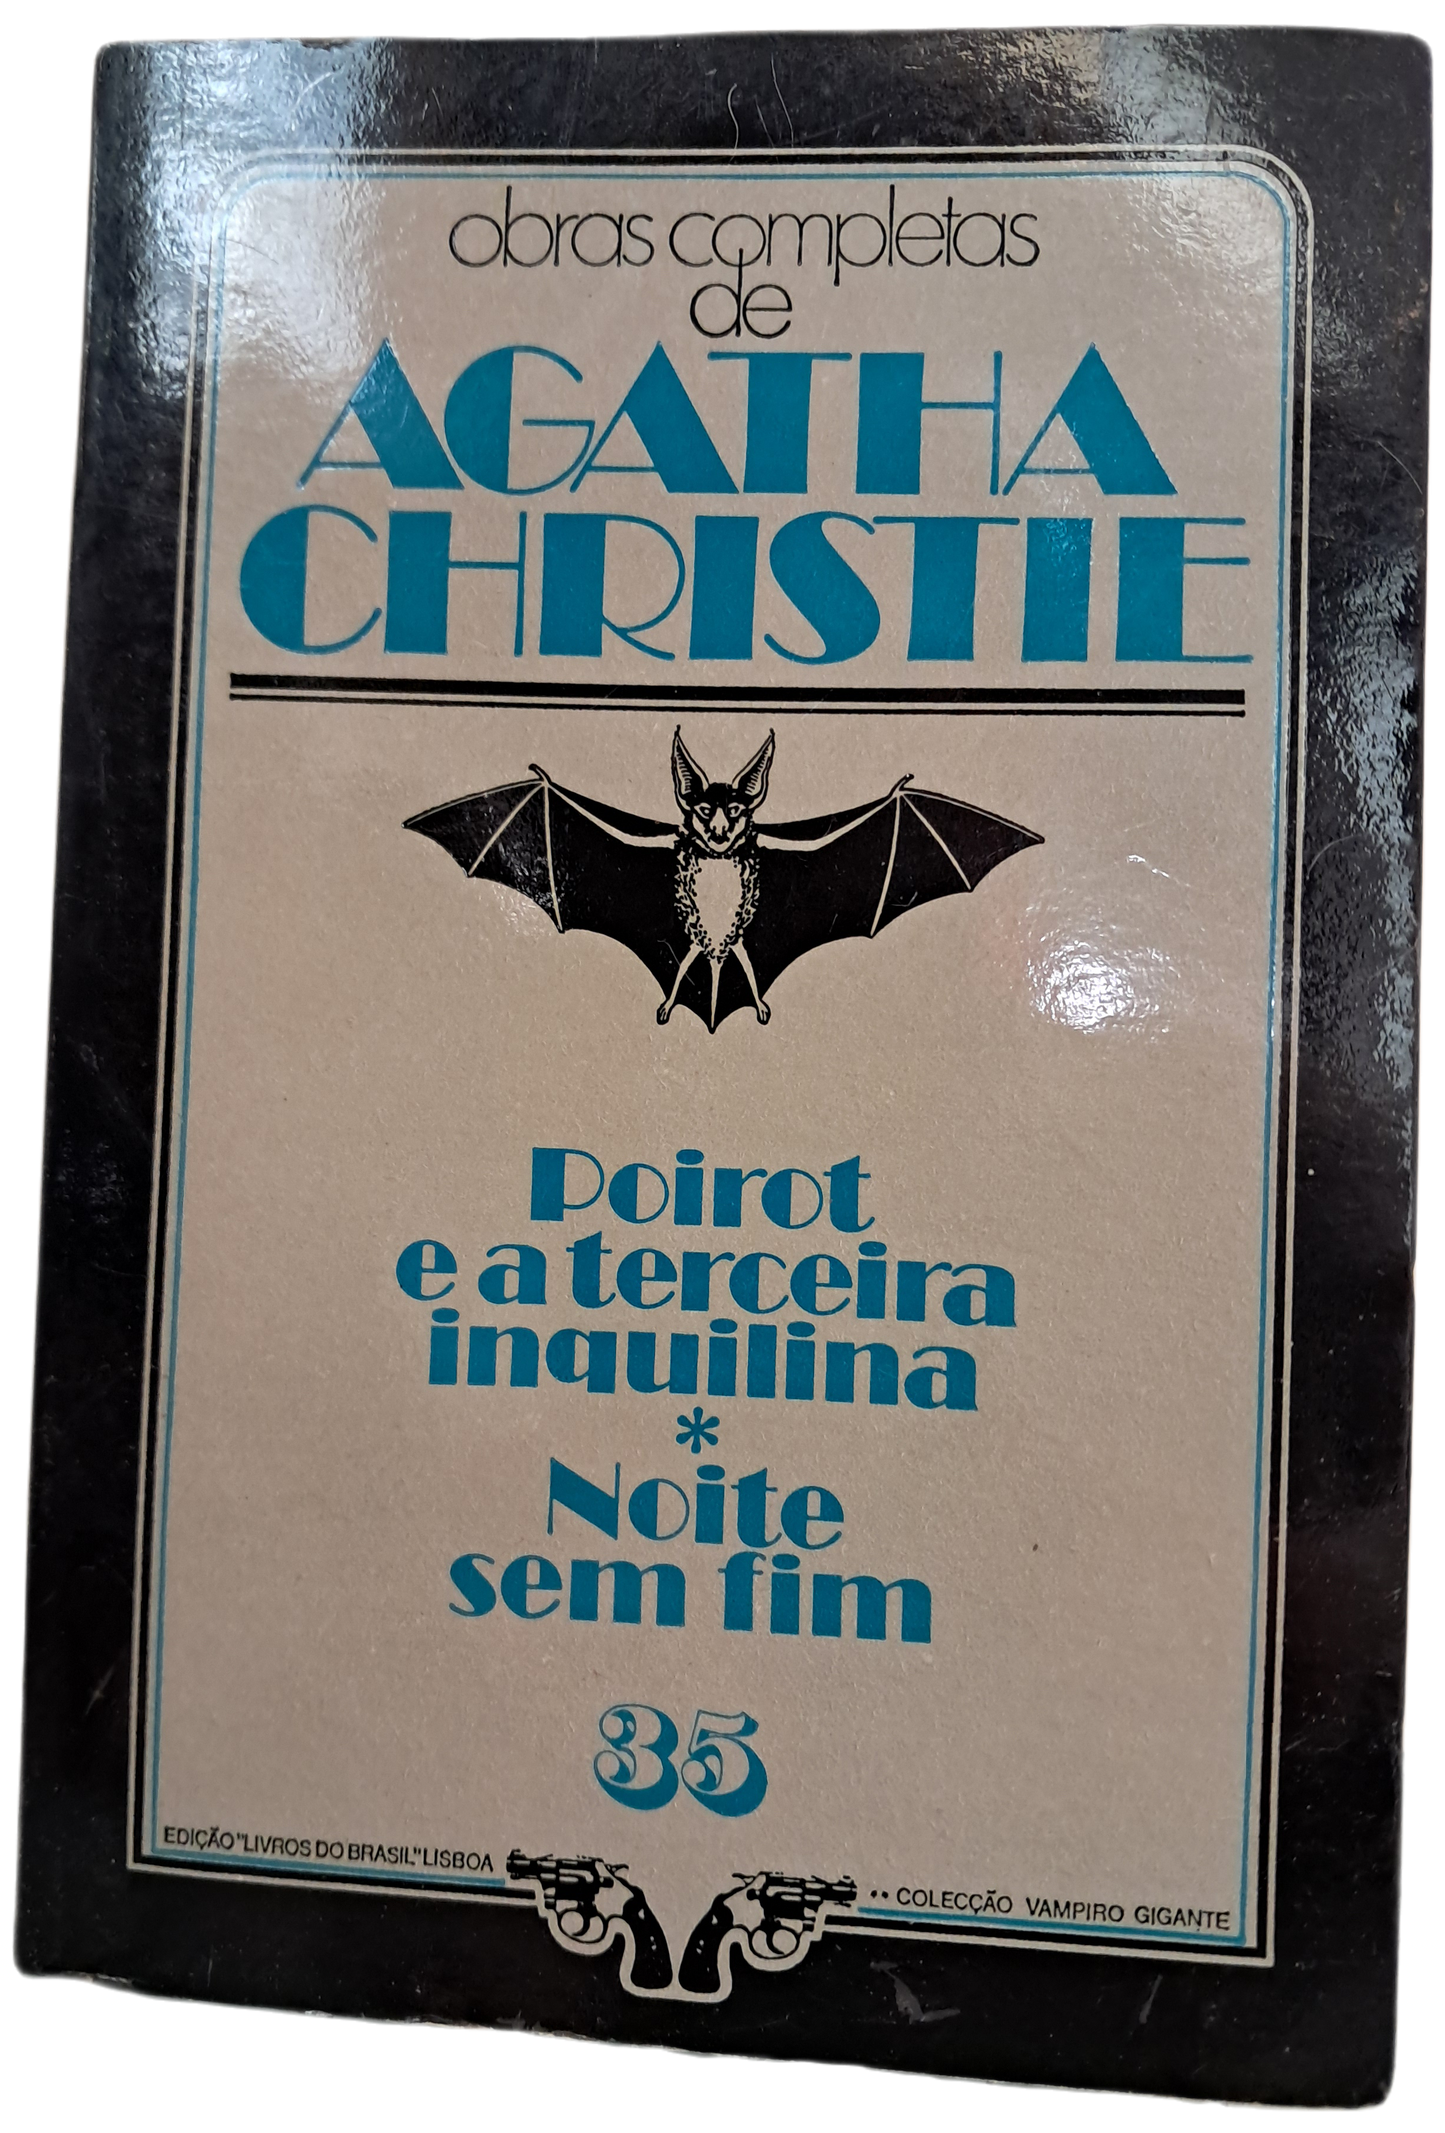 obras completas
de
AGATHA
CHRISTIE
Poirot
e a terceira
inquilina
*
Noite
sem fim
35
EDIÇÃO "LIVROS DO BRASIL" LISBOA
•• COLECÇÃO VAMPIRO GIGANTE